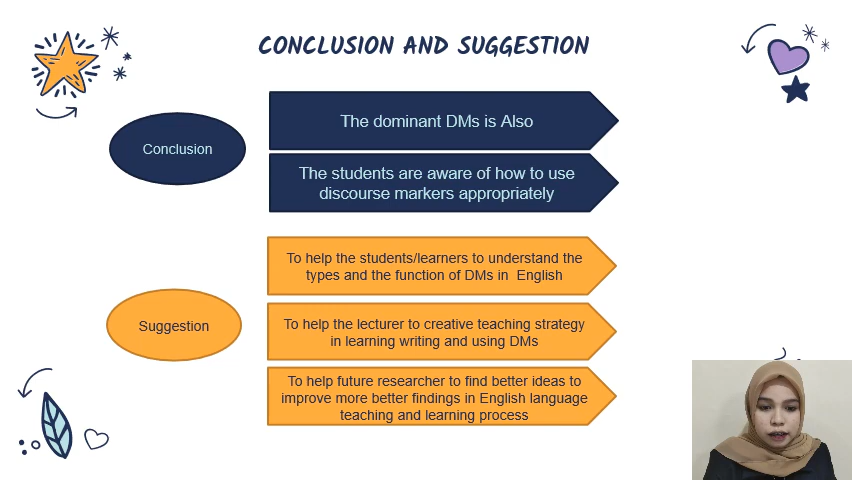 CONCLUSION AND SUGGESTION
Conclusion
The dominant DMs is Also
The students are aware of how to use
discourse markers appropriately
Suggestion
To help the students/learners to understand the
types and the function of DMs in  English
To help the lecturer to creative teaching strategy
in learning writing and using DMs
To help future researcher to find better ideas to
improve more better findings in English language
teaching and learning process